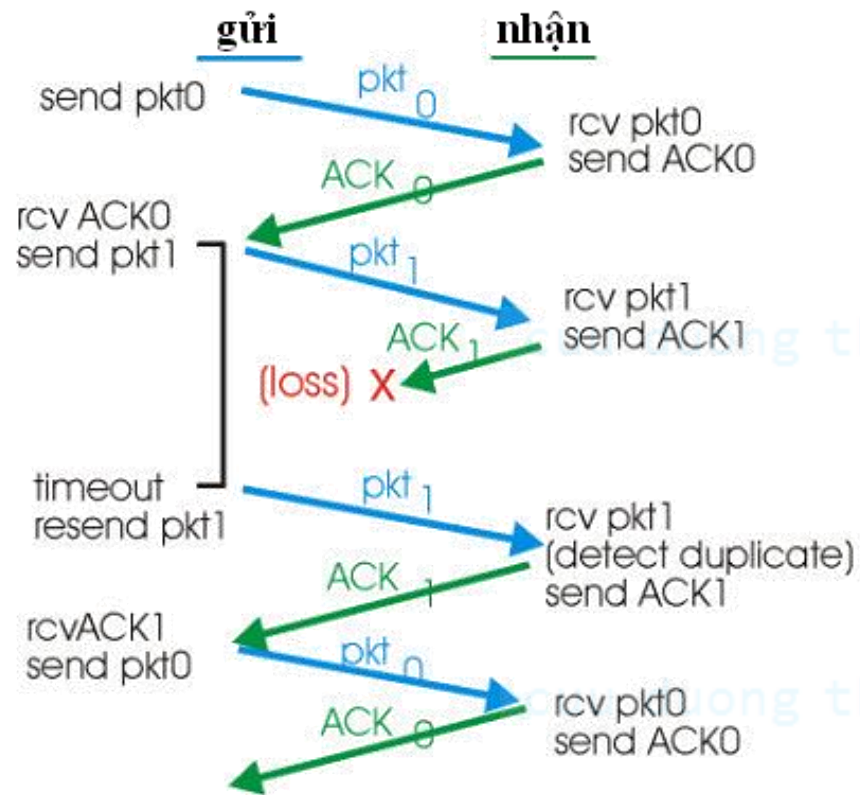 gửi
nhận
send pkt0
pkt 0
rcv pkt0
send ACK0
ACK 0
rcv ACK0
send pkt1
pkt 1
rcv pkt1
send ACK1
ACK 1
(loss) X
timeout
resend pkt1
pkt 1
rcv pkt1
(detect duplicate)
send ACK1
ACK 1
rcvACK1
send pkt0
pkt 0
rcv pkt0
send ACK0
ACK 0